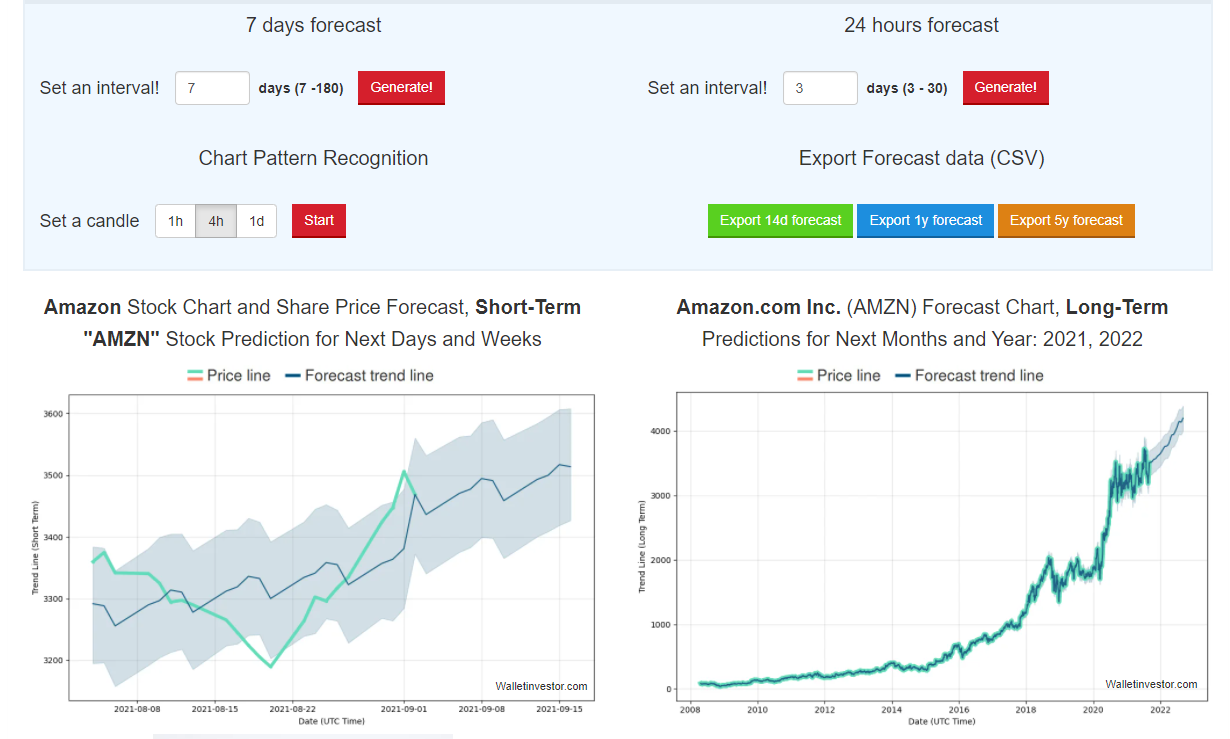 7 days forecast
24 hours forecast
Set an interval! 7 days (7 -180) Generate!
Set an interval! 3 days (3 - 30) Generate!
Chart Pattern Recognition
Export Forecast data (CSV)
Set a candle 1h 4h 1d Start
Export 14d forecast Export 1y forecast Export 5y forecast
Amazon Stock Chart and Share Price Forecast, Short-Term
"AMZN" Stock Prediction for Next Days and Weeks
Price line Forecast trend line
3600
3500
3400
3300
3200
Trend Line (Short Term)
Walletinvestor.com
2021-08-08 2021-08-15 2021-08-22 2021-09-01 2021-09-08 2021-09-15
Date (UTC Time)
Amazon.com Inc. (AMZN) Forecast Chart, Long-Term
Predictions for Next Months and Year: 2021, 2022
Price line Forecast trend line
4000
3000
2000
1000
0
Trend Line (Long Term)
Walletinvestor.com
2008 2010 2012 2014 2016 2018 2020 2022
Date (UTC Time)